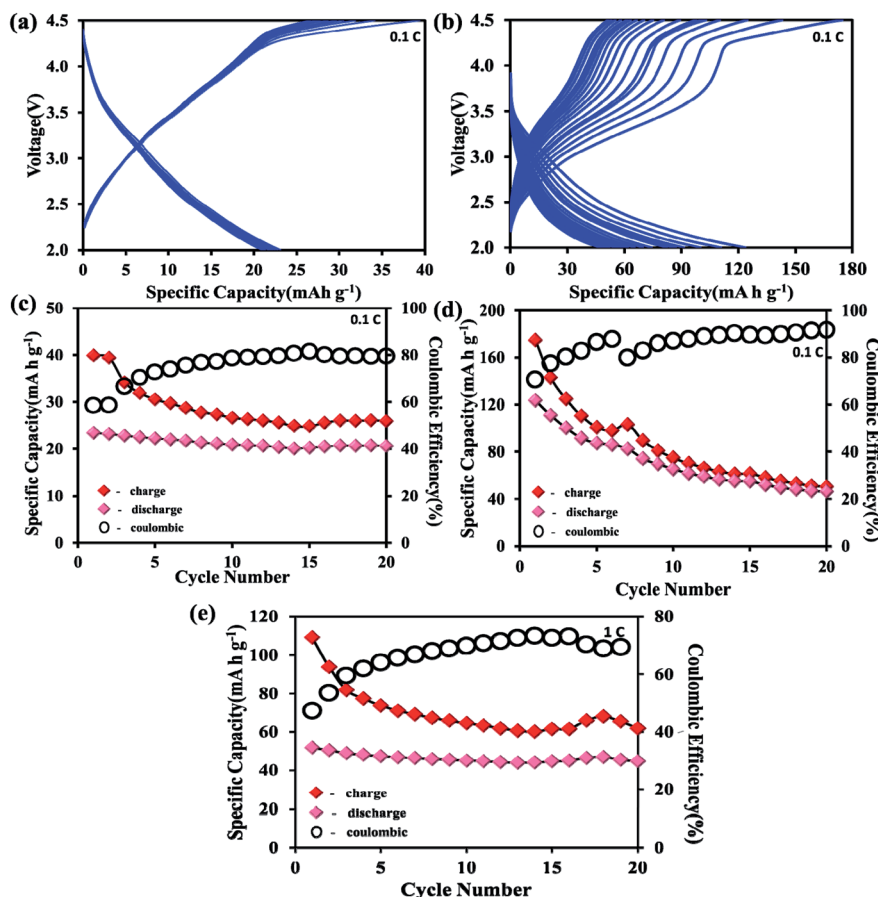 (a)
4.5
4.0
3.5
3.0
2.5
2.0
Voltage(V)
0.1 C
0 5 10 15 20 25 30 35 40
Specific Capacity(mAh g⁻¹)
(b)
4.5
4.0
3.5
3.0
2.5
2.0
Voltage(V)
0.1 C
0 30 60 90 120 150 180
Specific Capacity(mAh g⁻¹)
(c)
50
40
30
20
10
0
Specific Capacity(mA h g⁻¹)
0.1 C
- charge
- discharge
- coulombic
100
80
60
40
20
0
Coulombic Efficiency(%)
0 5 10 15 20
Cycle Number
(d)
200
160
120
80
40
0
Specific Capacity(mA h g⁻¹)
0.1 C
- charge
- discharge
- coulombic
100
80
60
40
20
0
Coulombic Efficiency(%)
0 5 10 15 20
Cycle Number
(e)
120
100
80
60
40
20
0
Specific Capacity(mA h g⁻¹)
1 C
- charge
- discharge
- coulombic
80
60
40
20
0
Coulombic Efficiency(%)
0 5 10 15 20
Cycle Number